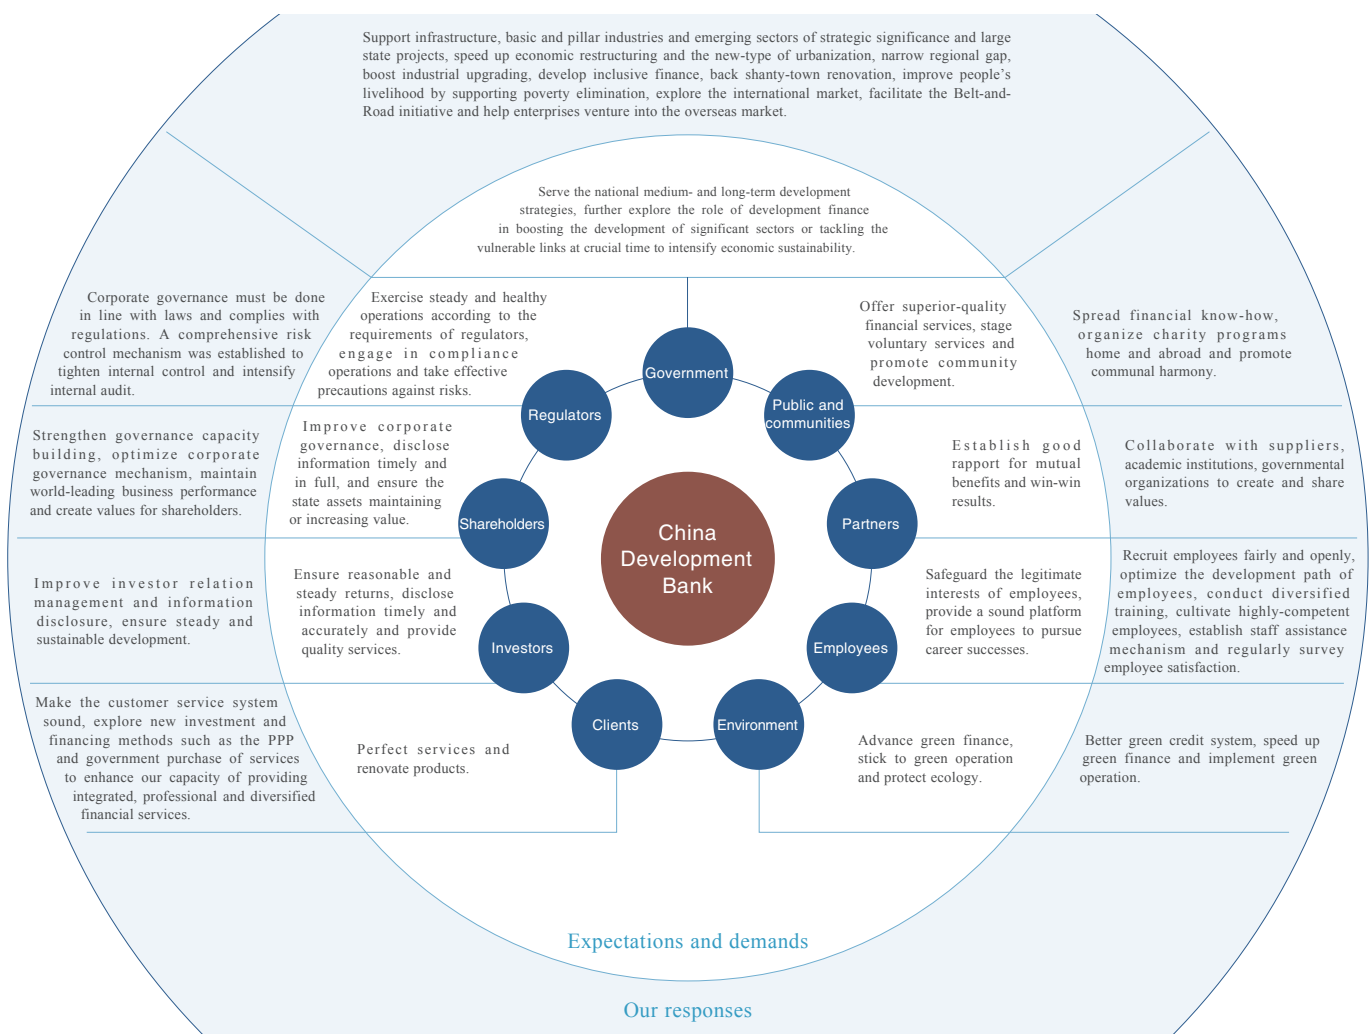 Support infrastructure, basic and pillar industries and emerging sectors of strategic significance and large
state projects, speed up economic restructuring and the new-type of urbanization, narrow regional gap,
boost industrial upgrading, develop inclusive finance, back shanty-town renovation, improve people's
livelihood by supporting poverty elimination, explore the international market, facilitate the Belt-and-
Road initiative and help enterprises venture into the overseas market.
Serve the national medium- and long-term development
strategies, further explore the role of development finance
in boosting the development of significant sectors or tackling the
vulnerable links at crucial time to intensify economic sustainability.
Corporate governance must be done
in line with laws and complies with
regulations. A comprehensive risk
control mechanism was established to
tighten internal control and intensify
internal audit.
Exercise steady and healthy
operations according to the
requirements of regulators,
engage in compliance
operations and take effective
precautions against risks.
Government
Regulators
Public and
communities
Offer superior-quality
financial services, stage
voluntary services and
promote community
development.
Spread financial know-how,
organize charity programs
home and abroad and promote
communal harmony.
Strengthen governance capacity
building, optimize corporate
governance mechanism, maintain
world-leading business performance
and create values for shareholders.
Improve corporate
governance, disclose
information timely and
in full, and ensure the
state assets maintaining
or increasing value.
Shareholders
China
Development
Bank
Partners
Establish good
rapport for mutual
benefits and win-win
results.
Collaborate with suppliers,
academic institutions, governmental
organizations to create and share
values.
Improve investor relation
management and information
disclosure, ensure steady and
sustainable development.
Ensure reasonable and
steady returns, disclose
information timely and
accurately and provide
quality services.
Investors
Employees
Safeguard the legitimate
interests of employees,
provide a sound platform
for employees to pursue
career successes.
Recruit employees fairly and openly,
optimize the development path of
employees, conduct diversified
training, cultivate highly-competent
employees, establish staff assistance
mechanism and regularly survey
employee satisfaction.
Make the customer service system
sound, explore new investment and
financing methods such as the PPP
and government purchase of services
to enhance our capacity of providing
integrated, professional and diversified
financial services.
Perfect services and
renovate products.
Clients
Environment
Advance green finance,
stick to green operation
and protect ecology.
Better green credit system, speed up
green finance and implement green
operation.
Expectations and demands
Our responses